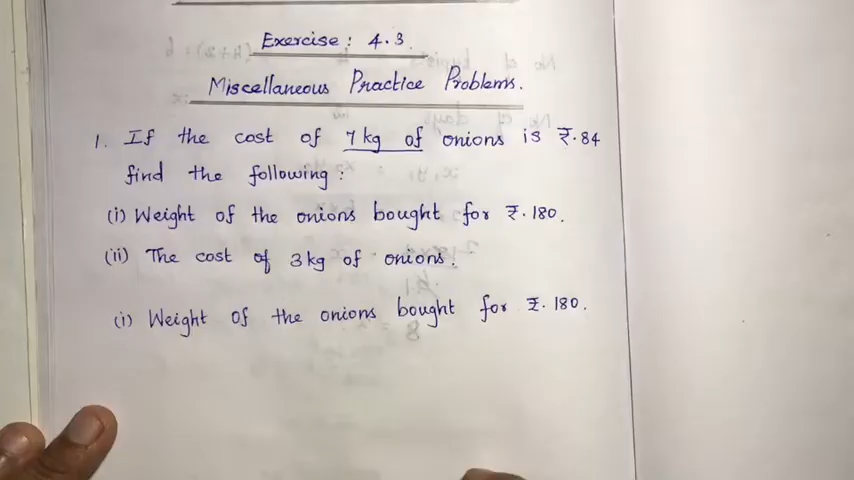 Exercise: 4.3
Miscellaneous Practice Problems.
1. If the cost of 7 kg of onions is ₹.84
find the following:
(i) Weight of the onions bought for ₹.180.
(ii) The cost of 3 kg of onions.
(i) Weight of the onions bought for ₹.180.